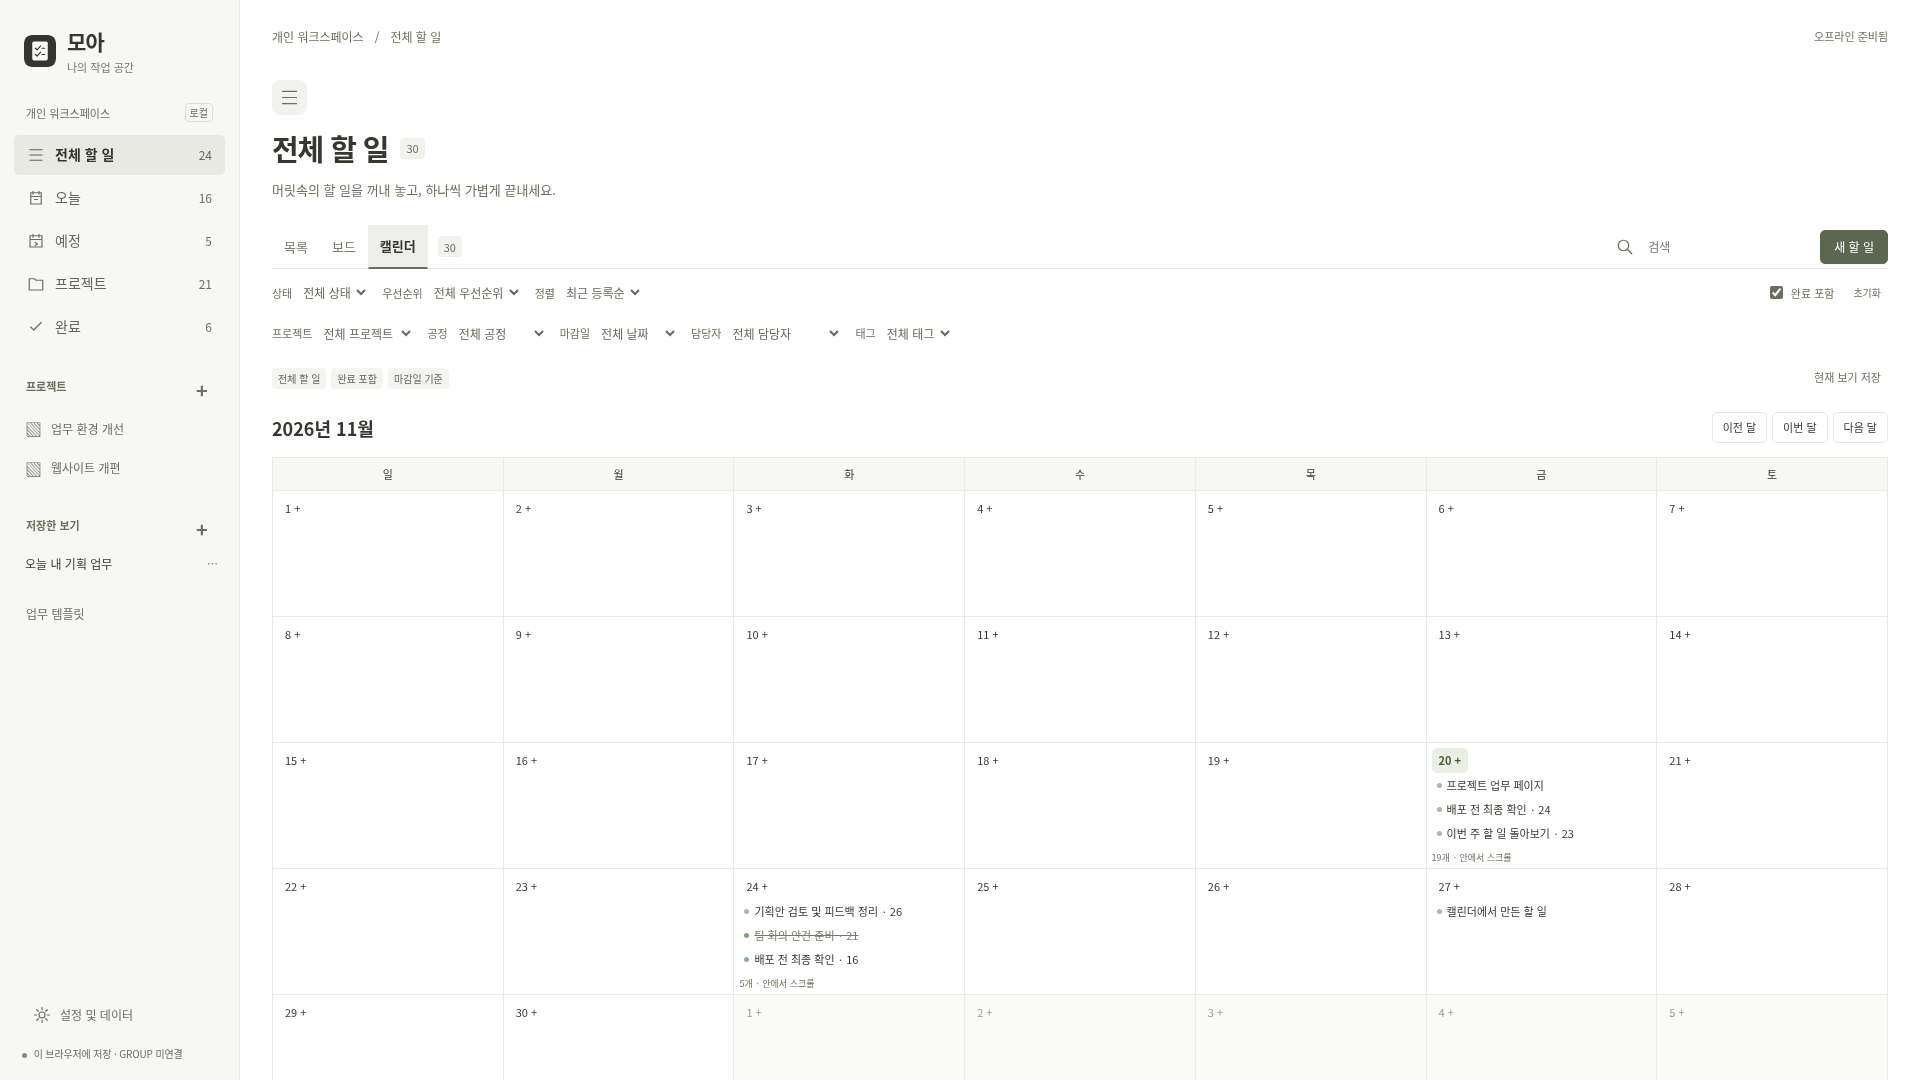 모아
나의 작업 공간
개인 워크스페이스 로컬
전체 할 일 24
오늘 16
예정 5
프로젝트 21
완료 6
프로젝트 +
업무 환경 개선
웹사이트 개편
저장한 보기 +
오늘 내 기획 업무 ···
업무 템플릿
설정 및 데이터
이 브라우저에 저장 · GROUP 미연결
개인 워크스페이스 / 전체 할 일
오프라인 준비됨
전체 할 일 30
머릿속의 할 일을 꺼내 놓고, 하나씩 가볍게 끝내세요.
목록 보드 캘린더 30 검색 새 할 일
상태 전체 상태 우선순위 전체 우선순위 정렬 최근 등록순 완료 포함 초기화
프로젝트 전체 프로젝트 공정 전체 공정 마감일 전체 날짜 담당자 전체 담당자 태그 전체 태그
전체 할 일 완료 포함 마감일 기준 현재 보기 저장
2026년 11월 이전 달 이번 달 다음 달
일 월 화 수 목 금 토
1 + 2 + 3 + 4 + 5 + 6 + 7 +
8 + 9 + 10 + 11 + 12 + 13 + 14 +
15 + 16 + 17 + 18 + 19 + 20 + 21 +
프로젝트 업무 페이지
배포 전 최종 확인 · 24
이번 주 할 일 돌아보기 · 23
19개 · 안에서 스크롤
22 + 23 + 24 + 25 + 26 + 27 + 28 +
기획안 검토 및 피드백 정리 · 26 캘린더에서 만든 할 일
팀 회의 안건 준비 · 21
배포 전 최종 확인 · 16
5개 · 안에서 스크롤
29 + 30 + 1 + 2 + 3 + 4 + 5 +